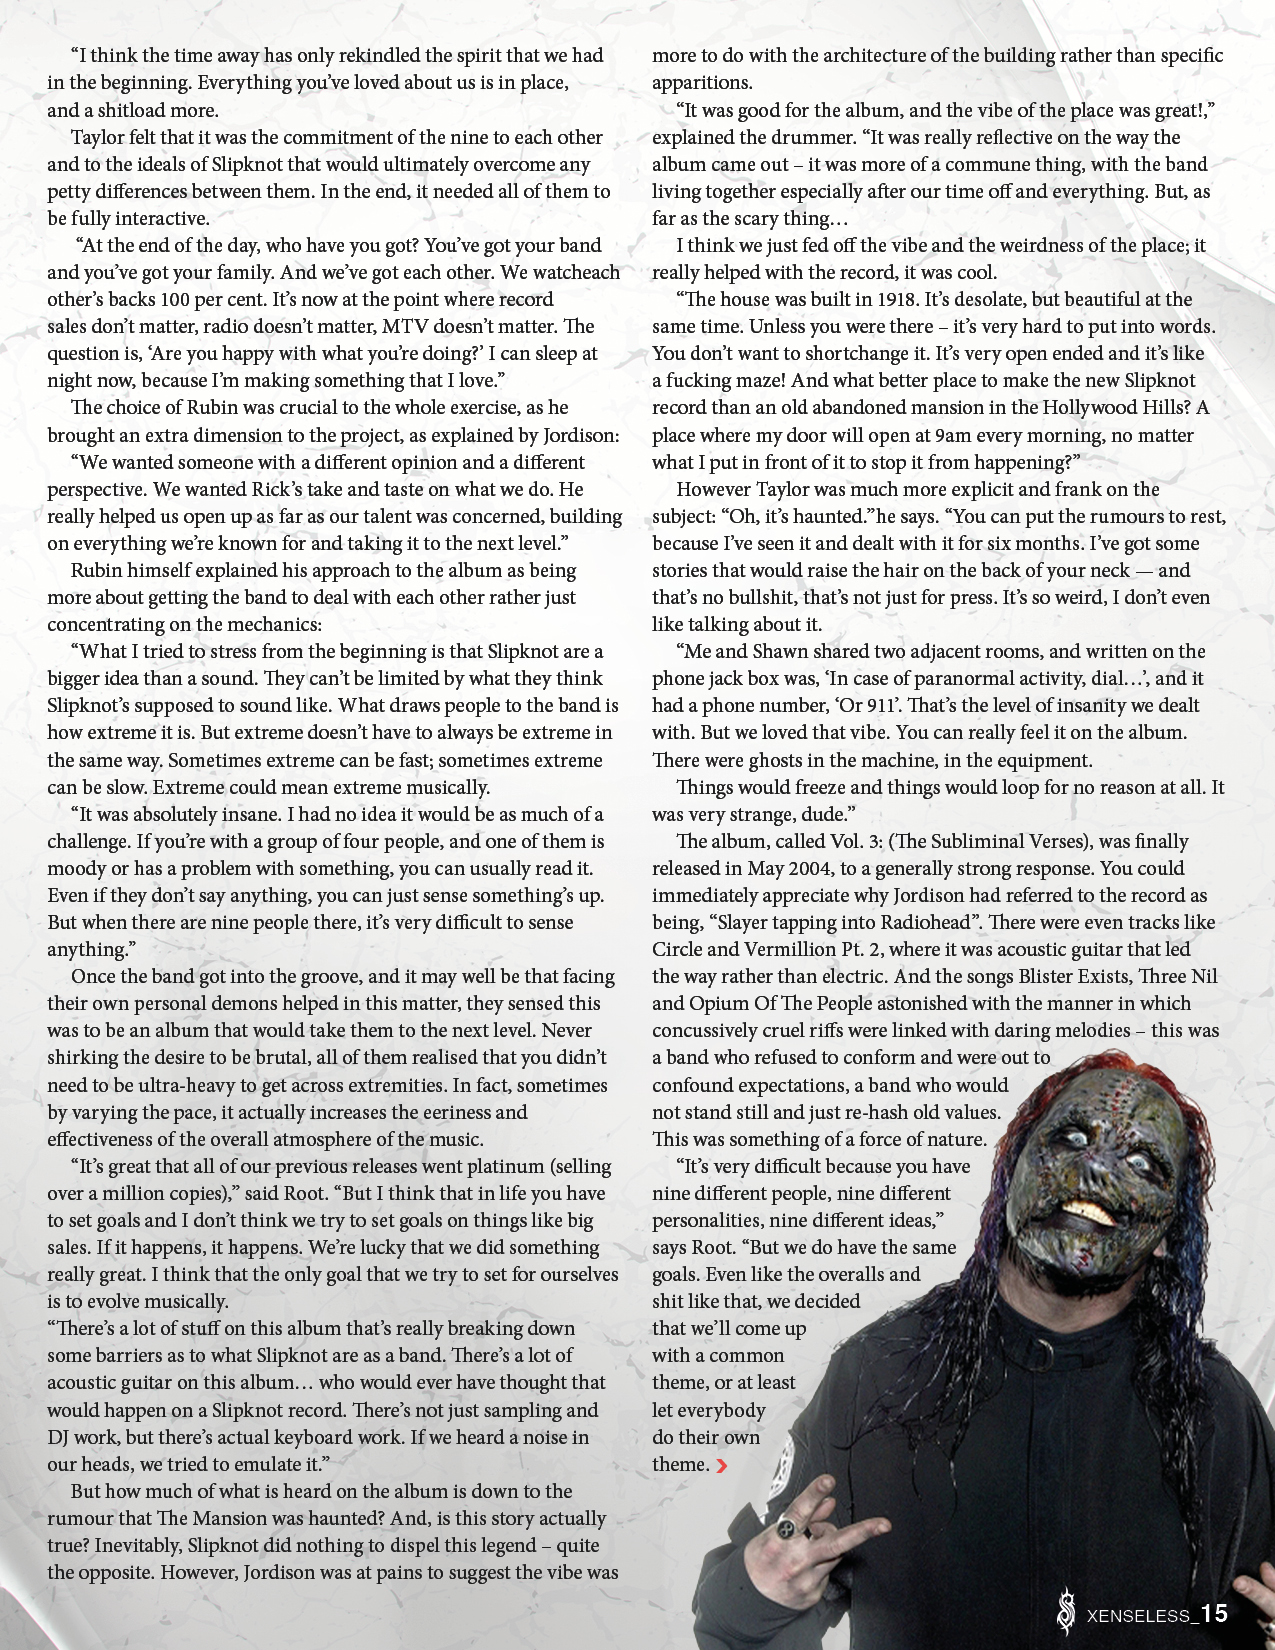 “I think the time away has only rekindled the spirit that we had
in the beginning. Everything you’ve loved about us is in place,
and a shitload more.
Taylor felt that it was the commitment of the nine to each other
and to the ideals of Slipknot that would ultimately overcome any
petty differences between them. In the end, it needed all of them to
be fully interactive.
“At the end of the day, who have you got? You’ve got your band
and you’ve got your family. And we’ve got each other. We watcheach
other’s backs 100 per cent. It’s now at the point where record
sales don’t matter, radio doesn’t matter, MTV doesn’t matter. The
question is, ‘Are you happy with what you’re doing?’ I can sleep at
night now, because I’m making something that I love.”
The choice of Rubin was crucial to the whole exercise, as he
brought an extra dimension to the project, as explained by Jordison:
“We wanted someone with a different opinion and a different
perspective. We wanted Rick’s take and taste on what we do. He
really helped us open up as far as our talent was concerned, building
on everything we’re known for and taking it to the next level.”
Rubin himself explained his approach to the album as being
more about getting the band to deal with each other rather just
concentrating on the mechanics:
“What I tried to stress from the beginning is that Slipknot are a
bigger idea than a sound. They can’t be limited by what they think
Slipknot’s supposed to sound like. What draws people to the band is
how extreme it is. But extreme doesn’t have to always be extreme in
the same way. Sometimes extreme can be fast; sometimes extreme
can be slow. Extreme could mean extreme musically.
“It was absolutely insane. I had no idea it would be as much of a
challenge. If you’re with a group of four people, and one of them is
moody or has a problem with something, you can usually read it.
Even if they don’t say anything, you can just sense something’s up.
But when there are nine people there, it’s very difficult to sense
anything.”
Once the band got into the groove, and it may well be that facing
their own personal demons helped in this matter, they sensed this
was to be an album that would take them to the next level. Never
shirking the desire to be brutal, all of them realised that you didn’t
need to be ultra-heavy to get across extremities. In fact, sometimes
by varying the pace, it actually increases the eeriness and
effectiveness of the overall atmosphere of the music.
“It’s great that all of our previous releases went platinum (selling
over a million copies),” said Root. “But I think that in life you have
to set goals and I don’t think we try to set goals on things like big
sales. If it happens, it happens. We’re lucky that we did something
really great. I think that the only goal that we try to set for ourselves
is to evolve musically.
“There’s a lot of stuff on this album that’s really breaking down
some barriers as to what Slipknot are as a band. There’s a lot of
acoustic guitar on this album… who would ever have thought that
would happen on a Slipknot record. There’s not just sampling and
DJ work, but there’s actual keyboard work. If we heard a noise in
our heads, we tried to emulate it.”
But how much of what is heard on the album is down to the
rumour that The Mansion was haunted? And, is this story actually
true? Inevitably, Slipknot did nothing to dispel this legend – quite
the opposite. However, Jordison was at pains to suggest the vibe was
more to do with the architecture of the building rather than specific
apparitions.
“It was good for the album, and the vibe of the place was great!,”
explained the drummer. “It was really reflective on the way the
album came out – it was more of a commune thing, with the band
living together especially after our time off and everything. But, as
far as the scary thing…
I think we just fed off the vibe and the weirdness of the place; it
really helped with the record, it was cool.
“The house was built in 1918. It’s desolate, but beautiful at the
same time. Unless you were there – it’s very hard to put into words.
You don’t want to shortchange it. It’s very open ended and it’s like
a fucking maze! And what better place to make the new Slipknot
record than an old abandoned mansion in the Hollywood Hills? A
place where my door will open at 9am every morning, no matter
what I put in front of it to stop it from happening?”
However Taylor was much more explicit and frank on the
subject: “Oh, it’s haunted.”he says. “You can put the rumours to rest,
because I’ve seen it and dealt with it for six months. I’ve got some
stories that would raise the hair on the back of your neck — and
that’s no bullshit, that’s not just for press. It’s so weird, I don’t even
like talking about it.
“Me and Shawn shared two adjacent rooms, and written on the
phone jack box was, ‘In case of paranormal activity, dial…’, and it
had a phone number, ‘Or 911’. That’s the level of insanity we dealt
with. But we loved that vibe. You can really feel it on the album.
There were ghosts in the machine, in the equipment.
Things would freeze and things would loop for no reason at all. It
was very strange, dude.”
The album, called Vol. 3: (The Subliminal Verses), was finally
released in May 2004, to a generally strong response. You could
immediately appreciate why Jordison had referred to the record as
being, “Slayer tapping into Radiohead”. There were even tracks like
Circle and Vermillion Pt. 2, where it was acoustic guitar that led
the way rather than electric. And the songs Blister Exists, Three Nil
and Opium Of The People astonished with the manner in which
concussively cruel riffs were linked with daring melodies – this was
a band who refused to conform and were out to
confound expectations, a band who would
not stand still and just re-hash old values.
This was something of a force of nature.
“It’s very difficult because you have
nine different people, nine different
personalities, nine different ideas,”
says Root. “But we do have the same
goals. Even like the overalls and
shit like that, we decided
that we’ll come up
with a common
theme, or at least
let everybody
do their own
theme.
XENSELESS_15